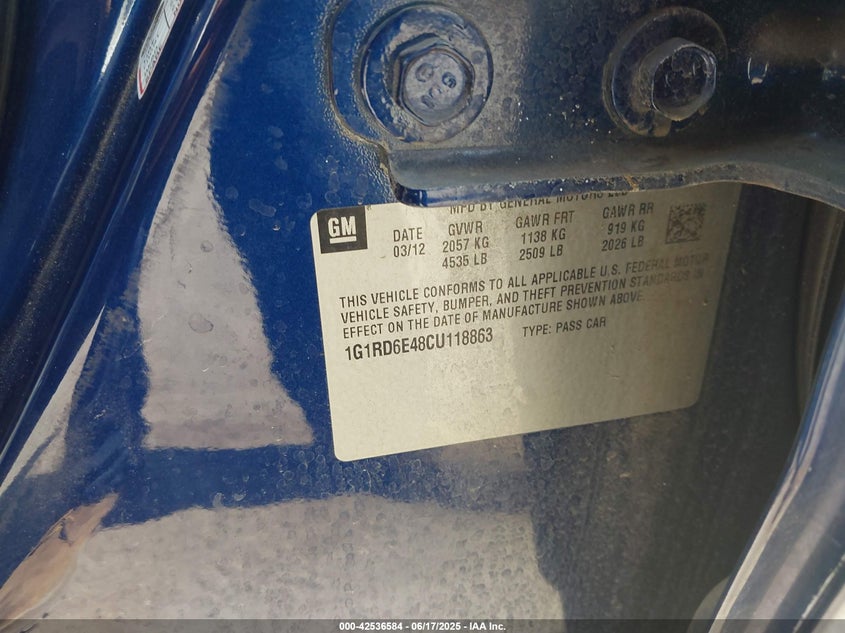 MFD BY GENERAL MOTORS LLC
GM
DATE GVWR GAWR FRT GAWR RR
03/12 2057 KG 1138 KG 919 KG
4535 LB 2509 LB 2026 LB
THIS VEHICLE CONFORMS TO ALL APPLICABLE U.S. FEDERAL MOTOR
VEHICLE SAFETY, BUMPER, AND THEFT PREVENTION STANDARDS IN
EFFECT ON THE DATE OF MANUFACTURE SHOWN ABOVE.
1G1RD6E48CU118863 TYPE: PASS CAR
000-42536584 - 06/17/2025 - IAA Inc.